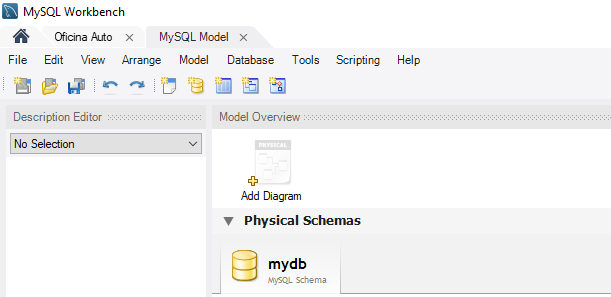 MySQL Workbench
Oficina Auto MySQL Model
File Edit View Arrange Model Database Tools Scripting Help
Description Editor
Model Overview
No Selection
PHYSICAL
Add Diagram
Physical Schemas
mydb
MySQL Schema